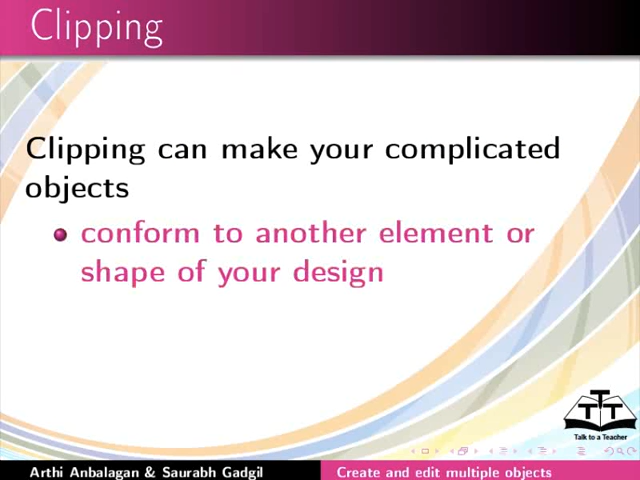 Clipping
Clipping can make your complicated
objects
conform to another element or
shape of your design
TTT
Talk to a Teacher
Arthi Anbalagan & Saurabh Gadgil
Create and edit multiple objects